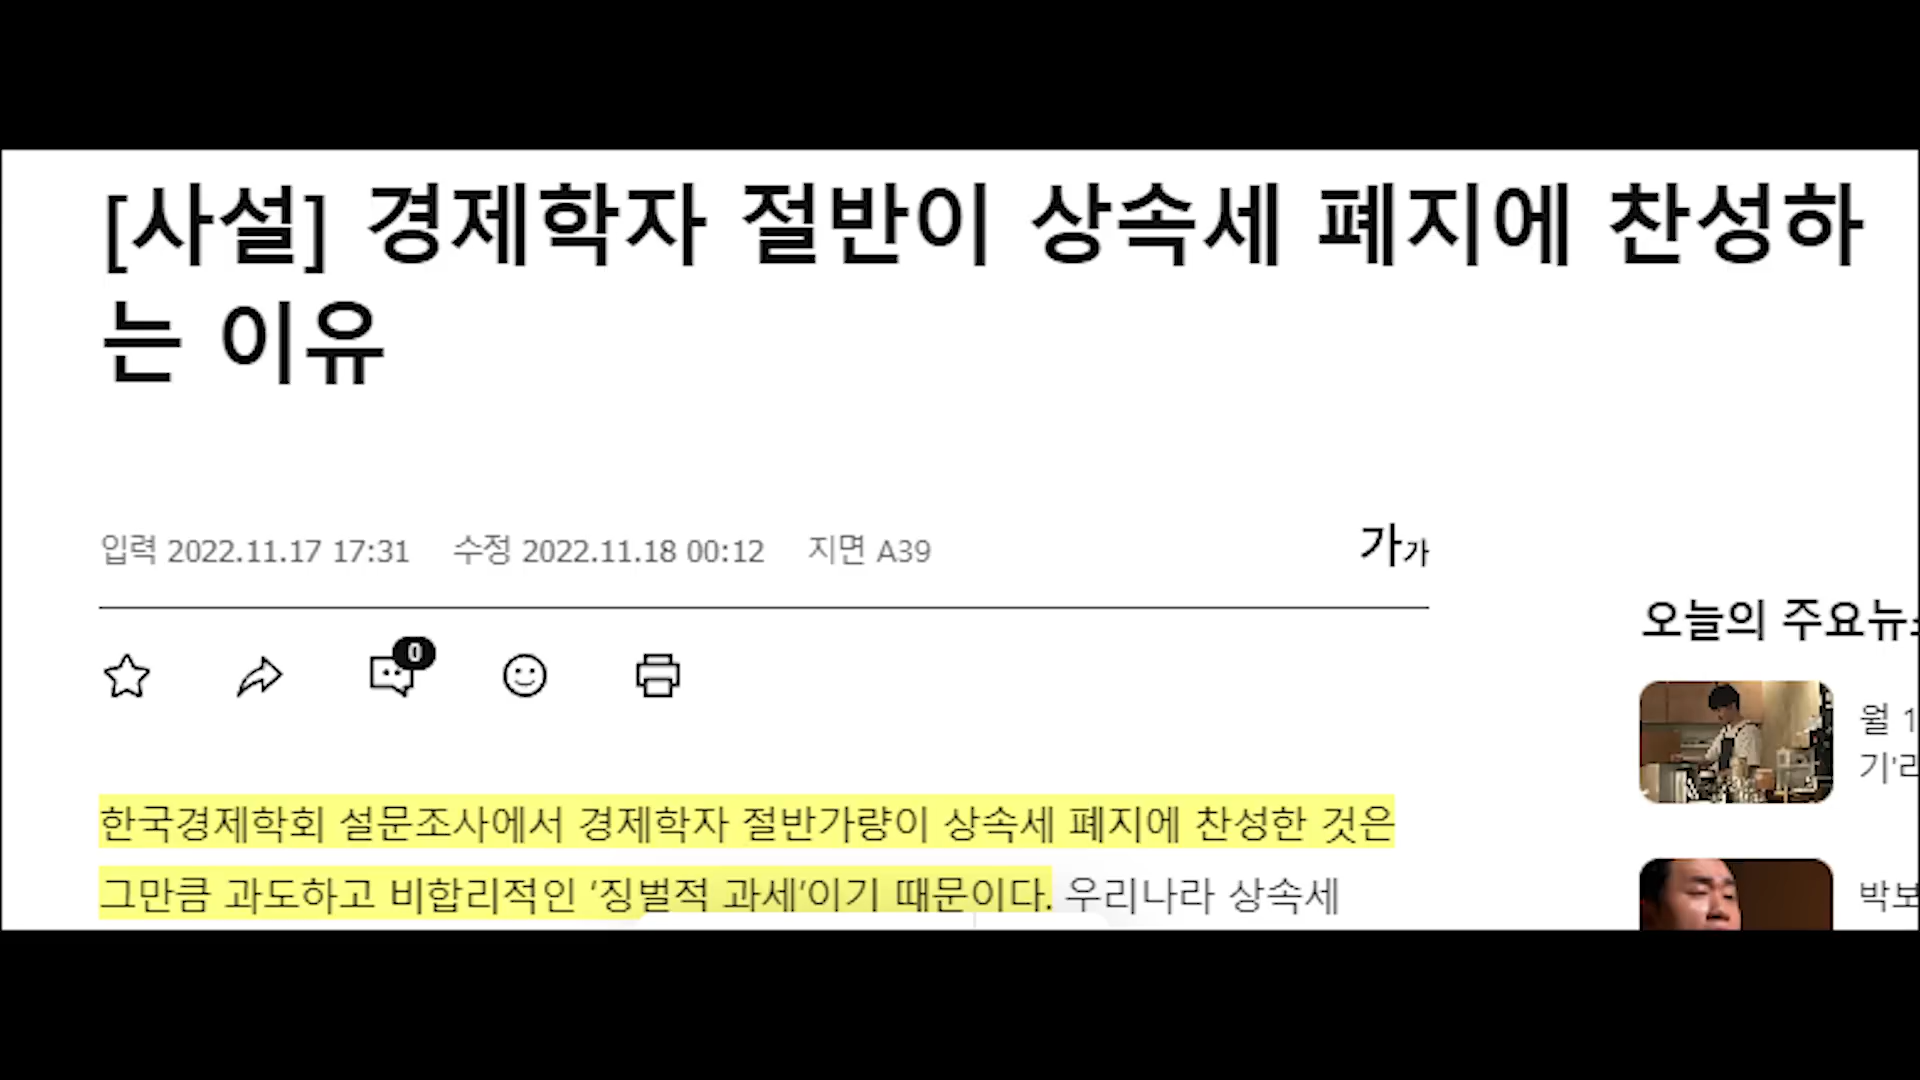 [사설] 경제학자 절반이 상속세 폐지에 찬성하
는 이유
입력 2022.11.17 17:31 수정 2022.11.18 00:12 지면 A39
가가
0
오늘의 주요뉴
월 1
기'
한국경제학회 설문조사에서 경제학자 절반가량이 상속세 폐지에 찬성한 것은
그만큼 과도하고 비합리적인 ‘징벌적 과세’이기 때문이다. 우리나라 상속세
박보